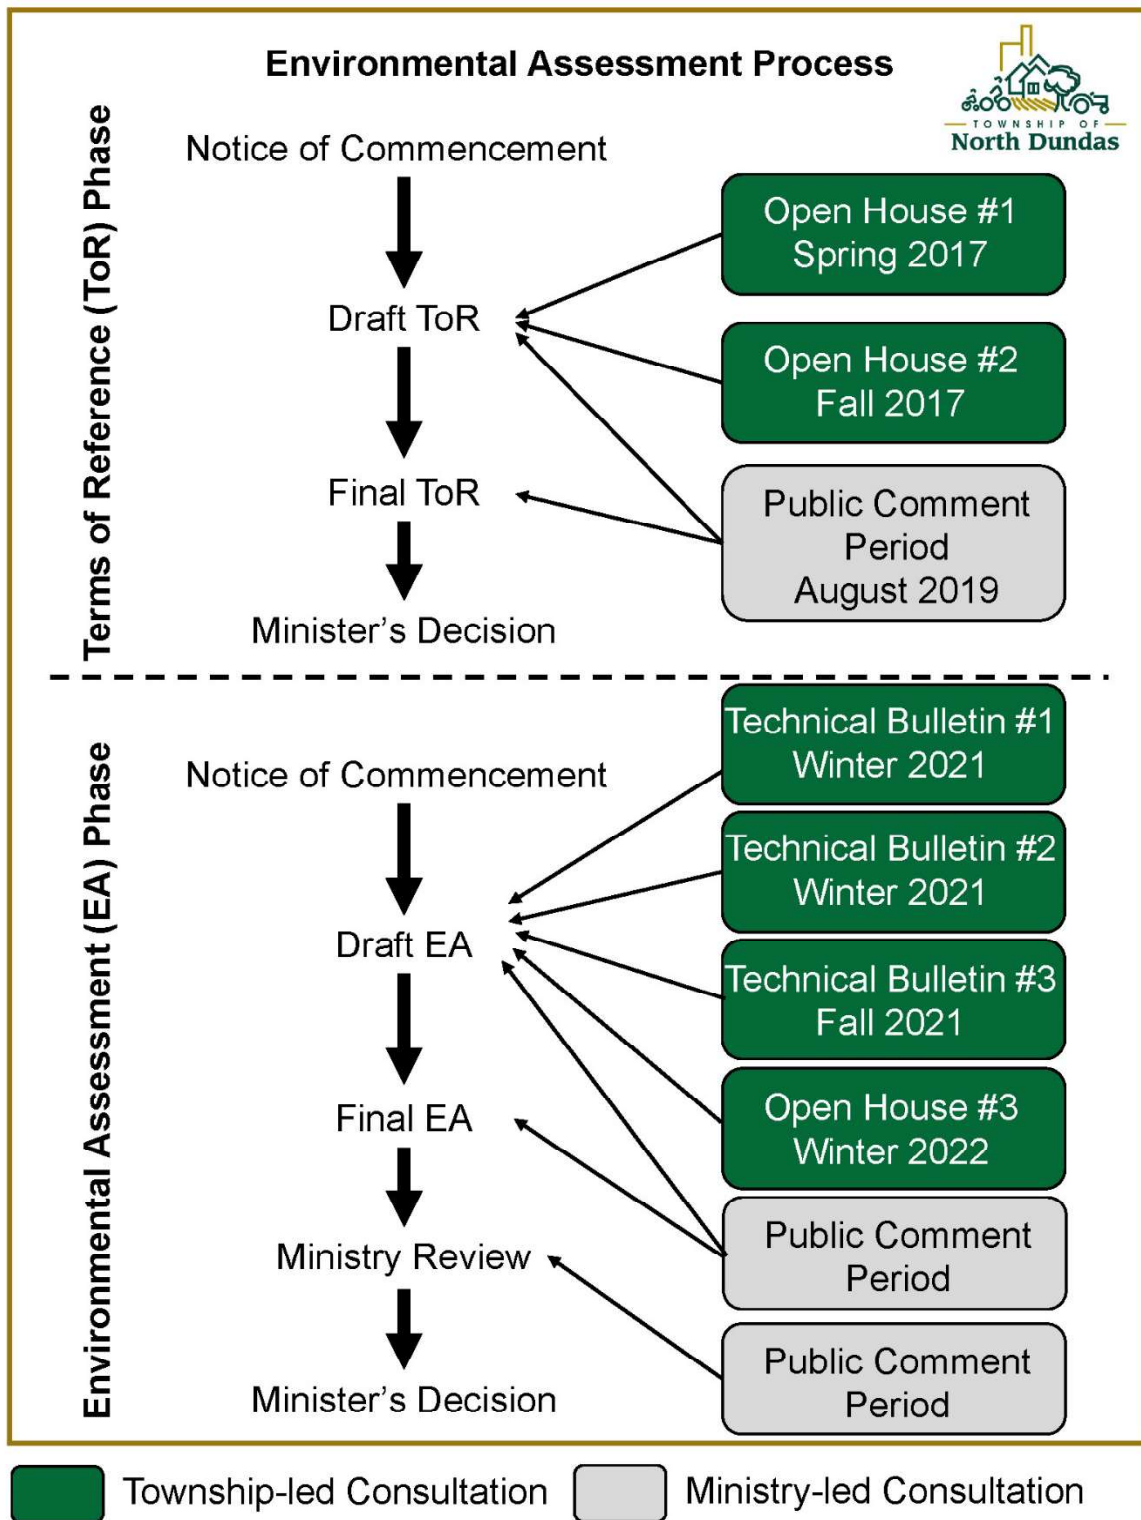 Environmental Assessment Process
TOWNSHIP OF
North Dundas
Terms of Reference (ToR) Phase
Notice of Commencement
Draft ToR
Final ToR
Minister's Decision
Open House #1
Spring 2017
Open House #2
Fall 2017
Public Comment
Period
August 2019
Environmental Assessment (EA) Phase
Notice of Commencement
Draft EA
Final EA
Ministry Review
Minister's Decision
Technical Bulletin #1
Winter 2021
Technical Bulletin #2
Winter 2021
Technical Bulletin #3
Fall 2021
Open House #3
Winter 2022
Public Comment
Period
Public Comment
Period
Township-led Consultation
Ministry-led Consultation